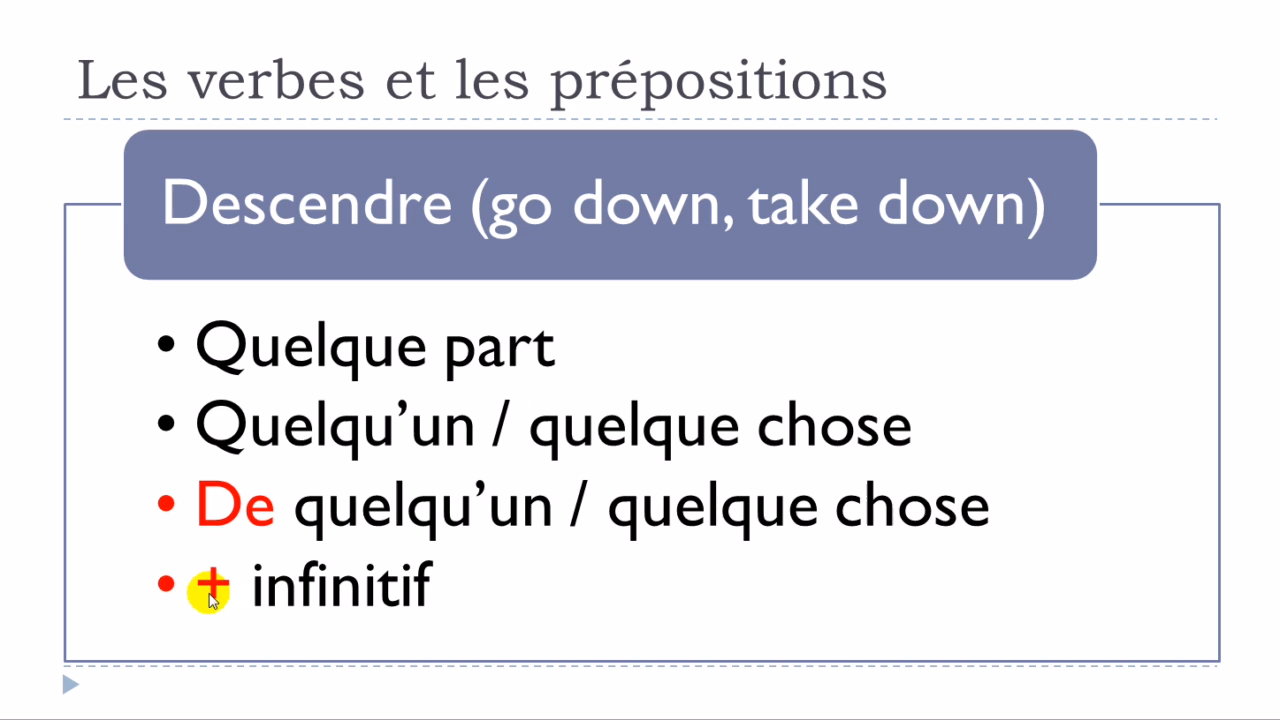 Les verbes et les prépositions
Descendre (go down, take down)
• Quelque part
• Quelqu’un / quelque chose
• De quelqu’un / quelque chose
• + infinitif